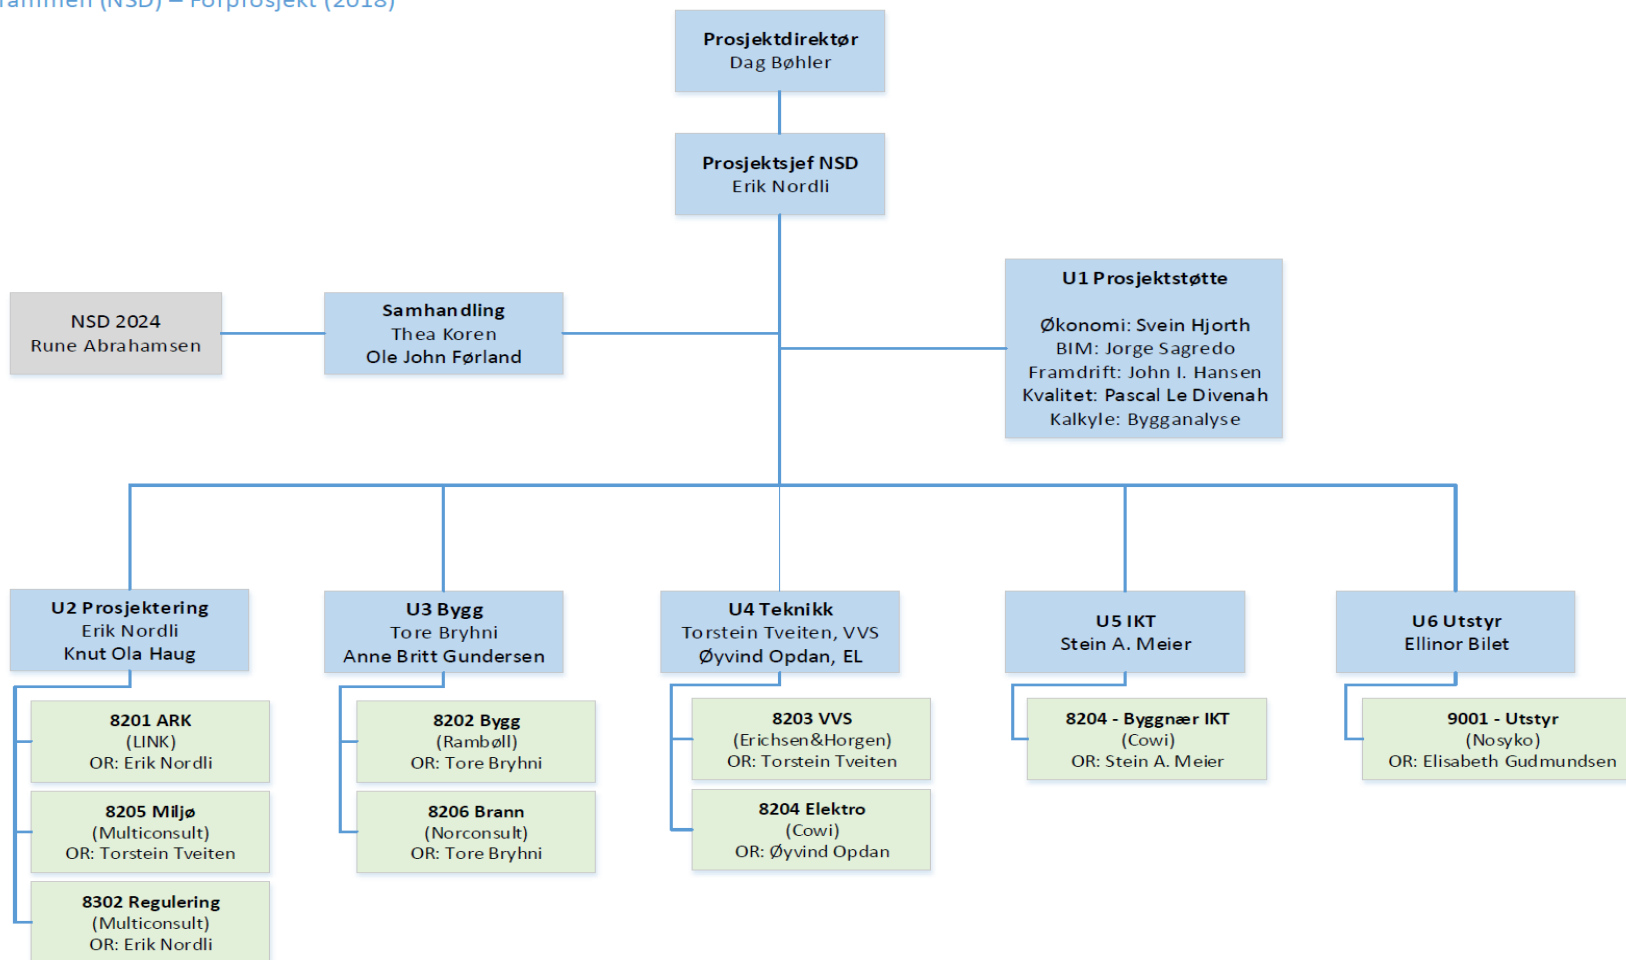 (NSD) – Forprosjekt (2018)
Prosjektdirektør
Dag Bøhler
Prosjektsjef NSD
Erik Nordli
U1 Prosjektstøtte
Økonomi: Svein Hjorth
BIM: Jorge Sagredo
Framdrift: John I. Hansen
Kvalitet: Pascal Le Divenah
Kalkyle: Bygganalyse
NSD 2024
Rune Abrahamsen
Samhandling
Thea Koren
Ole John Førland
U2 Prosjektering
Erik Nordli
Knut Ola Haug
U3 Bygg
Tore Bryhni
Anne Britt Gundersen
U4 Teknikk
Torstein Tveiten, VVS
Øyvind Opdan, EL
U5 IKT
Stein A. Meier
U6 Utstyr
Ellinor Bilet
8201 ARK
(LINK)
OR: Erik Nordli
8205 Miljø
(Multiconsult)
OR: Torstein Tveiten
8302 Regulering
(Multiconsult)
OR: Erik Nordli
8202 Bygg
(Rambøll)
OR: Tore Bryhni
8206 Brann
(Norconsult)
OR: Tore Bryhni
8203 VVS
(Erichsen&Horgen)
OR: Torstein Tveiten
8204 Elektro
(Cowi)
OR: Øyvind Opdan
8204 - Byggnær IKT
(Cowi)
OR: Stein A. Meier
9001 - Utstyr
(Nosyko)
OR: Elisabeth Gudmundsen